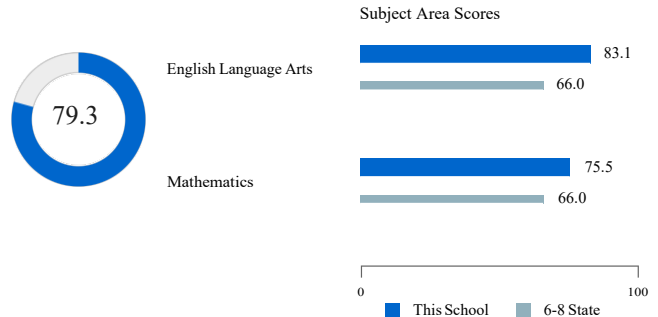 Subject Area Scores
79.3
English Language Arts
83.1
66.0
Mathematics
75.5
66.0
0
100
This School
6-8 State